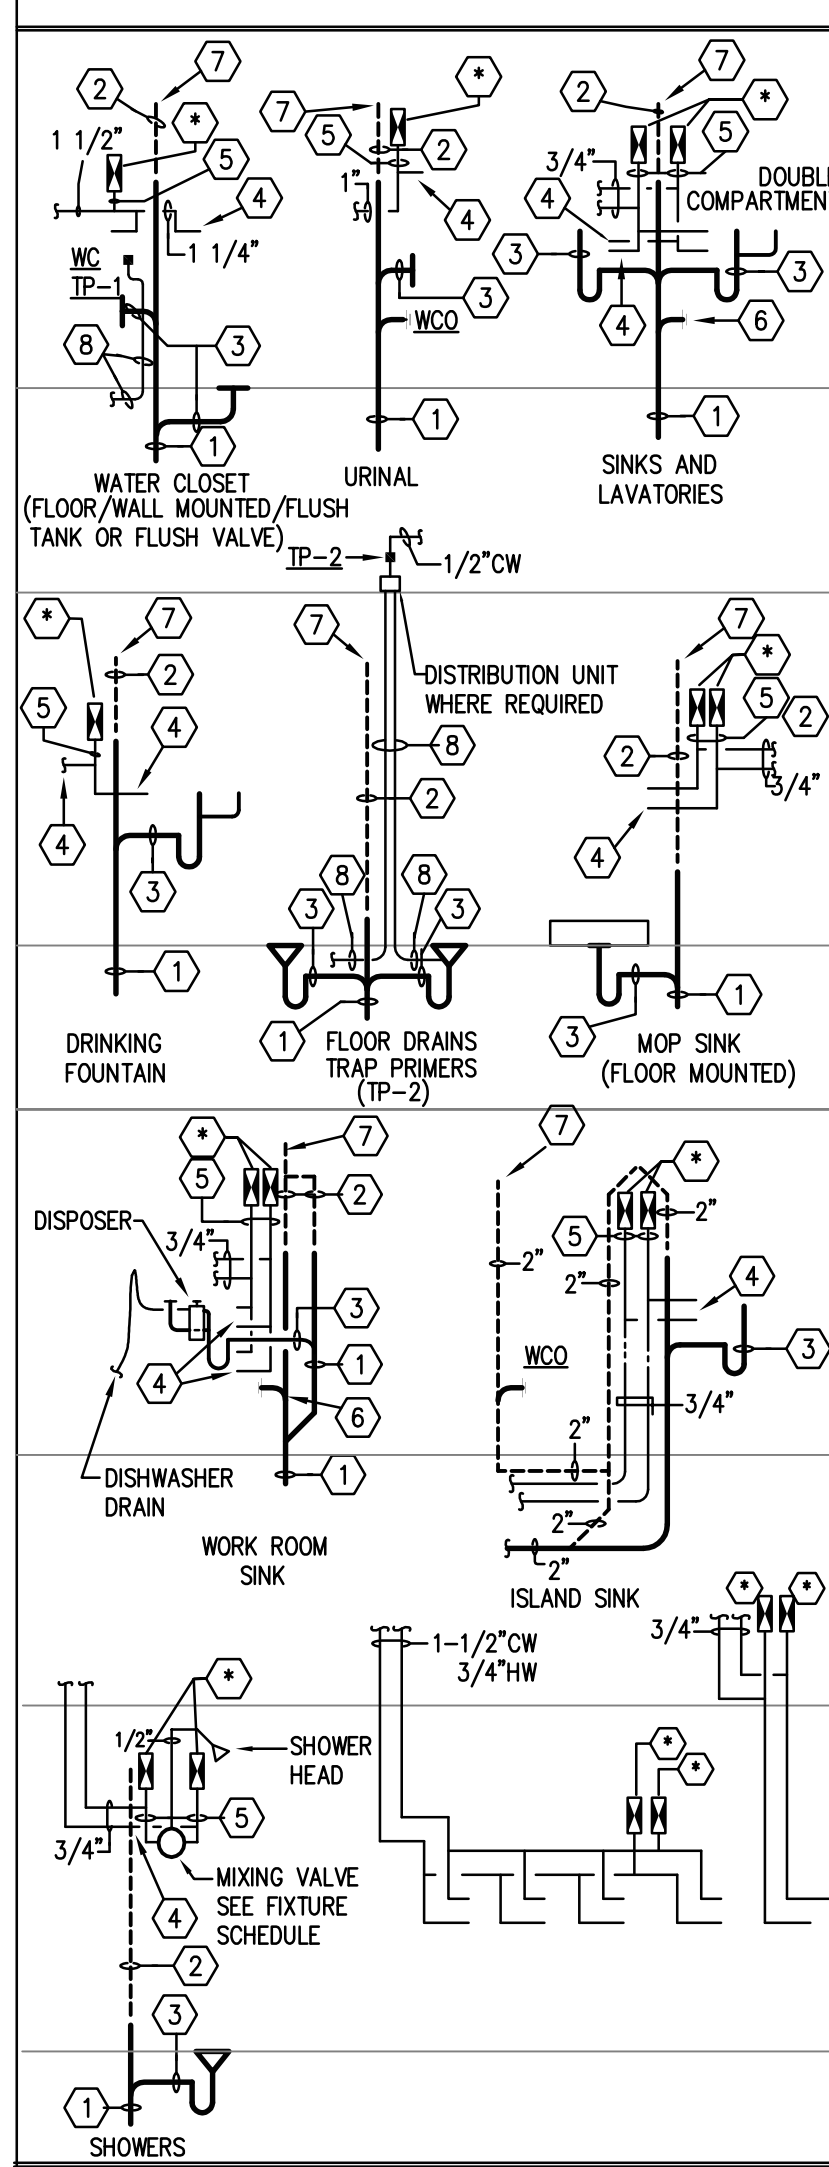 7
2
*
1 1/2"
5
4
1 1/4"
WC
TP-1
3
8
1
WATER CLOSET
(FLOOR/WALL MOUNTED/FLUSH
TANK OR FLUSH VALVE)
*
7
5
2
1"
4
3
WCO
1
URINAL
7
2
*
5
3/4"
DOUBLE
COMPARTMENT
4
4
3
3
4
6
1
SINKS AND
LAVATORIES
TP-2
1/2"CW
*
7
2
5
4
4
3
1
DRINKING
FOUNTAIN
7
DISTRIBUTION UNIT
WHERE REQUIRED
8
2
8
8
3
3
1
FLOOR DRAINS
TRAP PRIMERS
(TP-2)
7
*
5
2
2
3/4"
4
1
3
MOP SINK
(FLOOR MOUNTED)
*
7
5
2
DISPOSER
3/4"
3
4
1
6
DISHWASHER
DRAIN
1
WORK ROOM
SINK
7
*
2"
5
2"
2"
4
WCO
3
3/4"
2"
2"
2"
ISLAND SINK
*
1/2"
SHOWER
HEAD
5
3/4"
MIXING VALVE
SEE FIXTURE
SCHEDULE
4
2
3
1
SHOWERS
1-1/2"CW
3/4"HW
*
*
*
*
3/4"